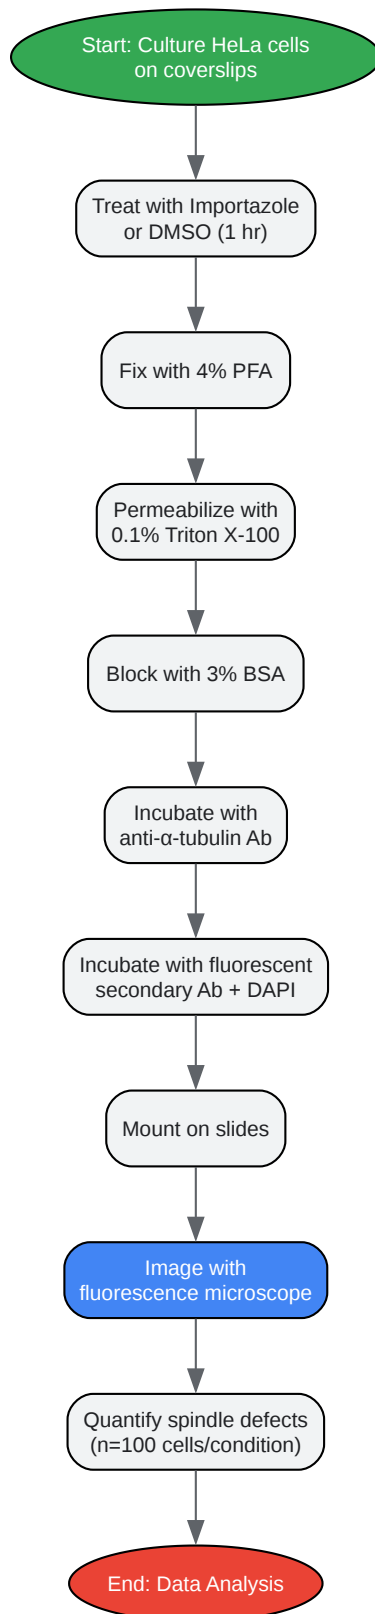 Start: Culture HeLa cells
on coverslips
Treat with Importazole
or DMSO (1 hr)
Fix with 4% PFA
Permeabilize with
0.1% Triton X-100
Block with 3% BSA
Incubate with
anti-α-tubulin Ab
Incubate with fluorescent
secondary Ab + DAPI
Mount on slides
Image with
fluorescence microscope
Quantify spindle defects
(n=100 cells/condition)
End: Data Analysis